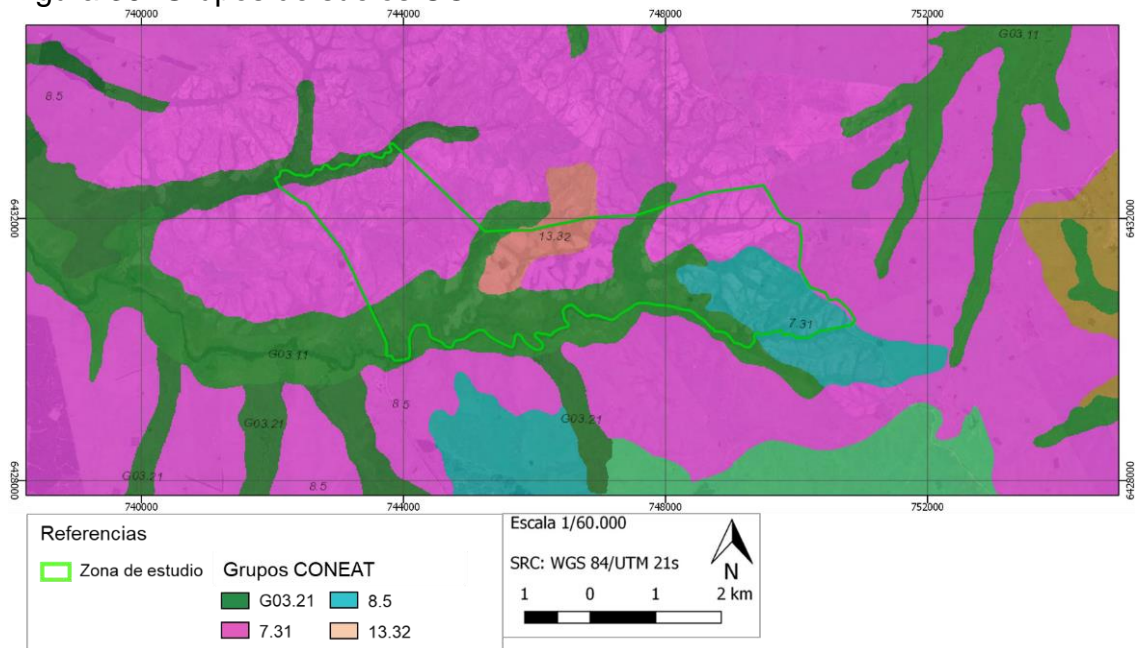 740000 744000 748000 752000
G03.11
8.5
6432000 6432000
13.32
7.31
G03.11
8.5
G03.21 G03.21
G03.21 8.5
6428000 6428000
740000 744000 748000 752000
Referencias
Zona de estudio
Grupos CONEAT
G03.21 8.5
7.31 13.32
Escala 1/60.000
SRC: WGS 84/UTM 21s
N
1 0 1 2 km